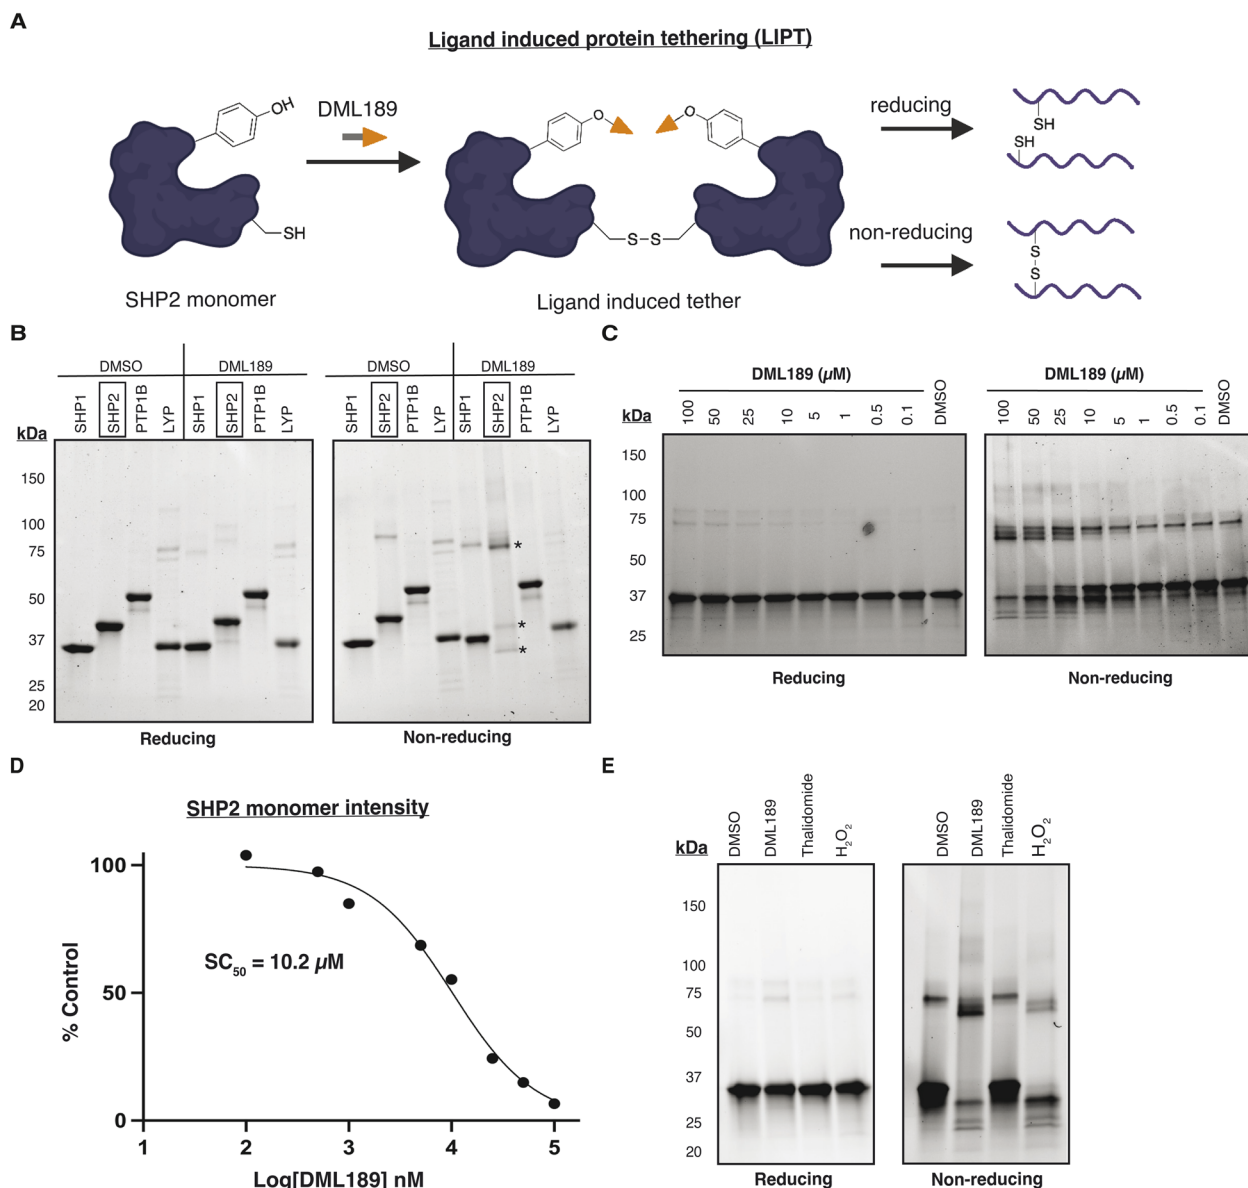 A
Ligand induced protein tethering (LIPT)
OH
DML189
SH
SHP2 monomer
O
O
S-S
Ligand induced tether
reducing
SH
SH
non-reducing
S
S
B
DMSO
DML189
DMSO
DML189
SHP1
SHP2
PTP1B
LYP
SHP1
SHP2
PTP1B
LYP
SHP1
SHP2
PTP1B
LYP
SHP1
SHP2
PTP1B
LYP
kDa
150
100
75
50
37
25
20
*
*
*
Reducing
Non-reducing
C
DML189 (µM)
DML189 (µM)
kDa
100
50
25
10
5
1
0.5
0.1
DMSO
100
50
25
10
5
1
0.5
0.1
DMSO
150
100
75
50
37
25
Reducing
Non-reducing
D
SHP2 monomer intensity
% Control
100
50
0
SC50 = 10.2 µM
1
2
3
4
5
Log[DML189] nM
E
kDa
DMSO
DML189
Thalidomide
H2O2
DMSO
DML189
Thalidomide
H2O2
150
100
75
50
37
25
20
Reducing
Non-reducing